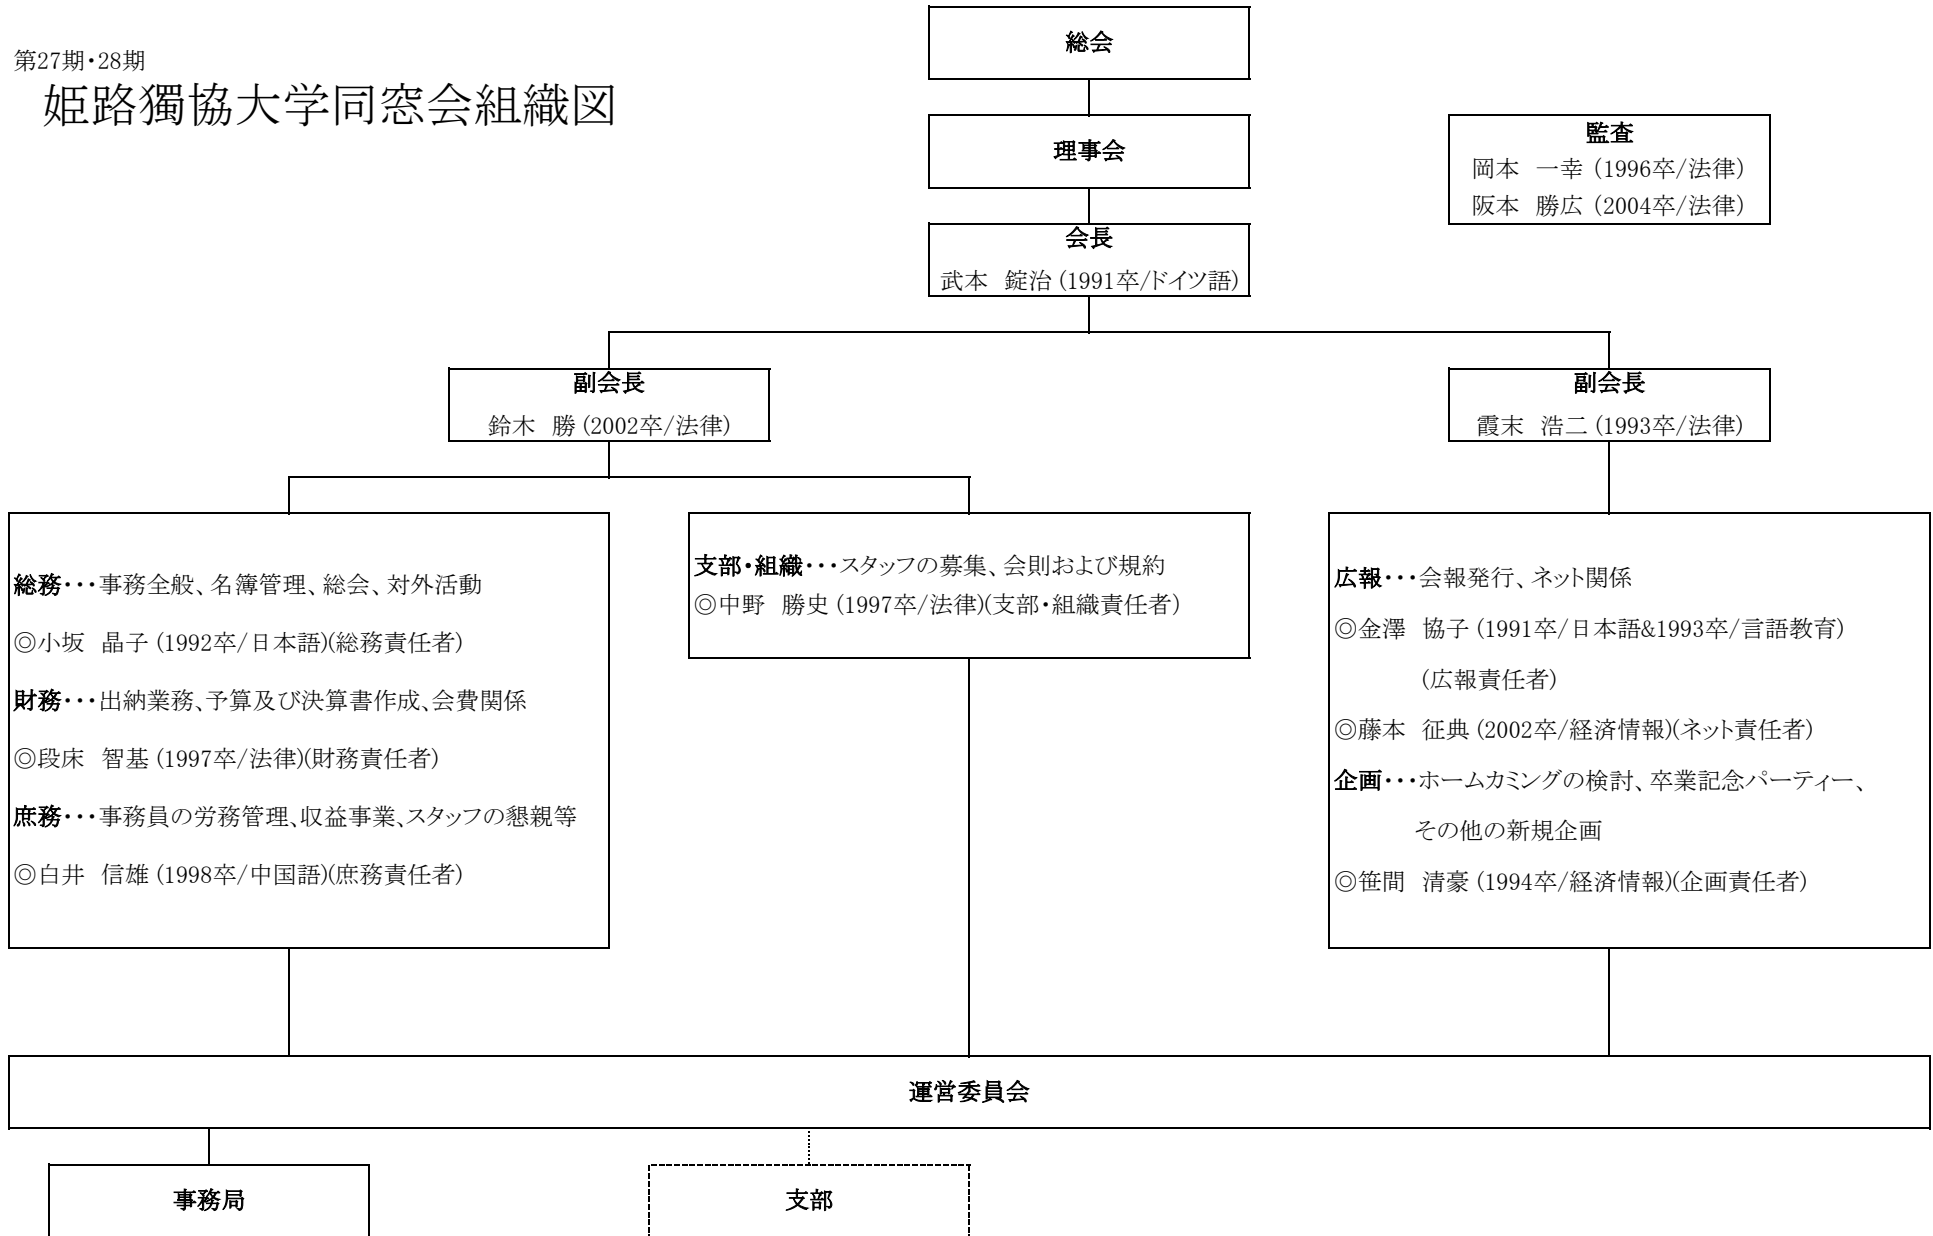 第27期・28期
姫路獨協大学同窓会組織図
総会
理事会
監査
岡本　一幸 (1996卒/法律)
阪本　勝広 (2004卒/法律)
会長
武本　錠治 (1991卒/ドイツ語)
副会長
鈴木　勝 (2002卒/法律)
副会長
霞末　浩二 (1993卒/法律)
総務・・・事務全般、名簿管理、総会、対外活動
◎小坂　晶子 (1992卒/日本語)(総務責任者)
財務・・・出納業務、予算及び決算書作成、会費関係
◎段床　智基 (1997卒/法律)(財務責任者)
庶務・・・事務員の労務管理、収益事業、スタッフの懇親等
◎白井　信雄 (1998卒/中国語)(庶務責任者)
支部・組織・・・スタッフの募集、会則および規約
◎中野　勝史 (1997卒/法律)(支部・組織責任者)
広報・・・会報発行、ネット関係
◎金澤　協子 (1991卒/日本語&1993卒/言語教育)
(広報責任者)
◎藤本　征典 (2002卒/経済情報)(ネット責任者)
企画・・・ホームカミングの検討、卒業記念パーティー、
その他の新規企画
◎笹間　清豪 (1994卒/経済情報)(企画責任者)
運営委員会
事務局
支部